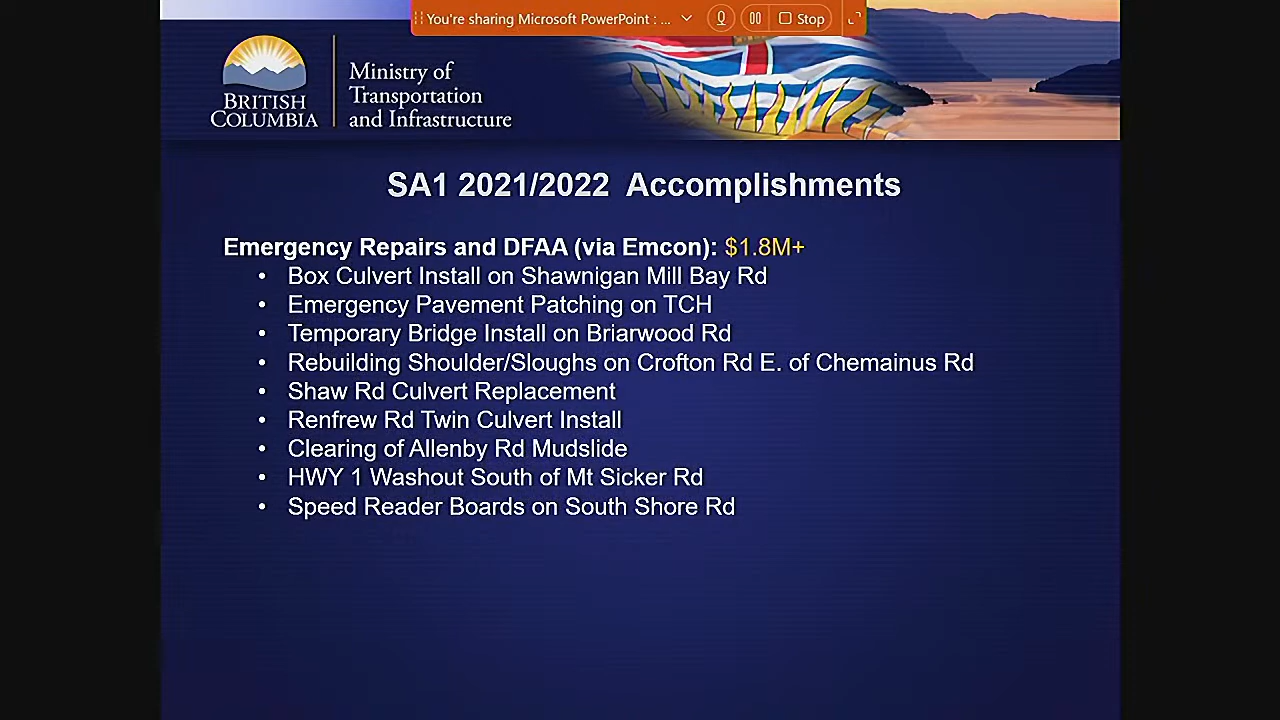 You're sharing Microsoft PowerPoint : ...
Stop
BRITISH
COLUMBIA
Ministry of
Transportation
and Infrastructure
SA1 2021/2022 Accomplishments
Emergency Repairs and DFAA (via Emcon): $1.8M+
• Box Culvert Install on Shawnigan Mill Bay Rd
• Emergency Pavement Patching on TCH
• Temporary Bridge Install on Briarwood Rd
• Rebuilding Shoulder/Sloughs on Crofton Rd E. of Chemainus Rd
• Shaw Rd Culvert Replacement
• Renfrew Rd Twin Culvert Install
• Clearing of Allenby Rd Mudslide
• HWY 1 Washout South of Mt Sicker Rd
• Speed Reader Boards on South Shore Rd